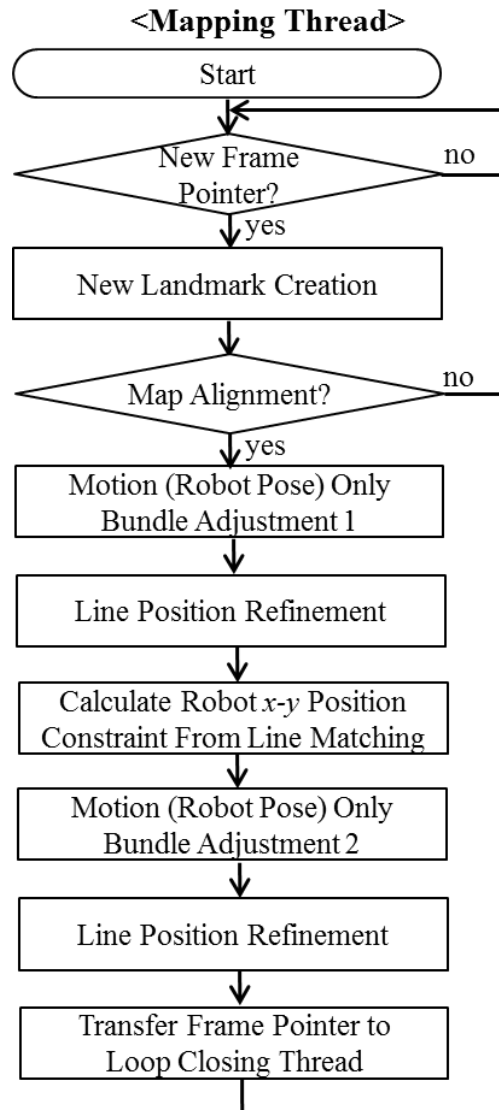 <Mapping Thread>
Start
New Frame
Pointer?
no
yes
New Landmark Creation
Map Alignment?
no
yes
Motion (Robot Pose) Only
Bundle Adjustment 1
Line Position Refinement
Calculate Robot x-y Position
Constraint From Line Matching
Motion (Robot Pose) Only
Bundle Adjustment 2
Line Position Refinement
Transfer Frame Pointer to
Loop Closing Thread